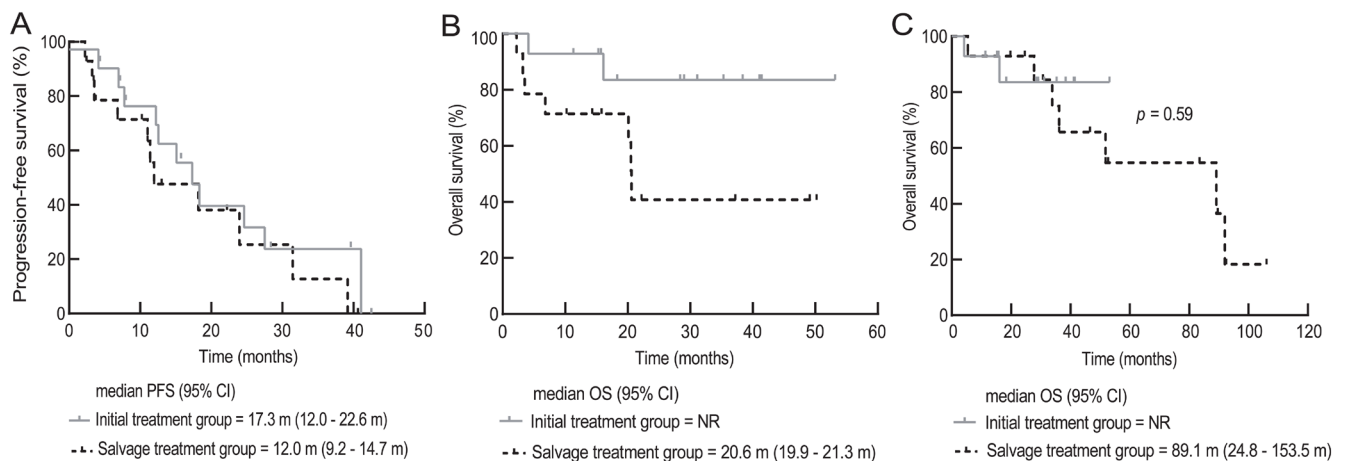 A
Progression-free survival (%)
100
80
60
40
20
0
0 10 20 30 40 50
Time (months)
median PFS (95% CI)
Initial treatment group = 17.3 m (12.0 - 22.6 m)
Salvage treatment group = 12.0 m (9.2 - 14.7 m)
B
Overall survival (%)
100
80
60
40
20
0
0 10 20 30 40 50 60
Time (months)
median OS (95% CI)
Initial treatment group = NR
Salvage treatment group = 20.6 m (19.9 - 21.3 m)
C
Overall survival (%)
100
80
60
40
20
0
p = 0.59
0 20 40 60 80 100 120
Time (months)
median OS (95% CI)
Initial treatment group = NR
Salvage treatment group = 89.1 m (24.8 - 153.5 m)